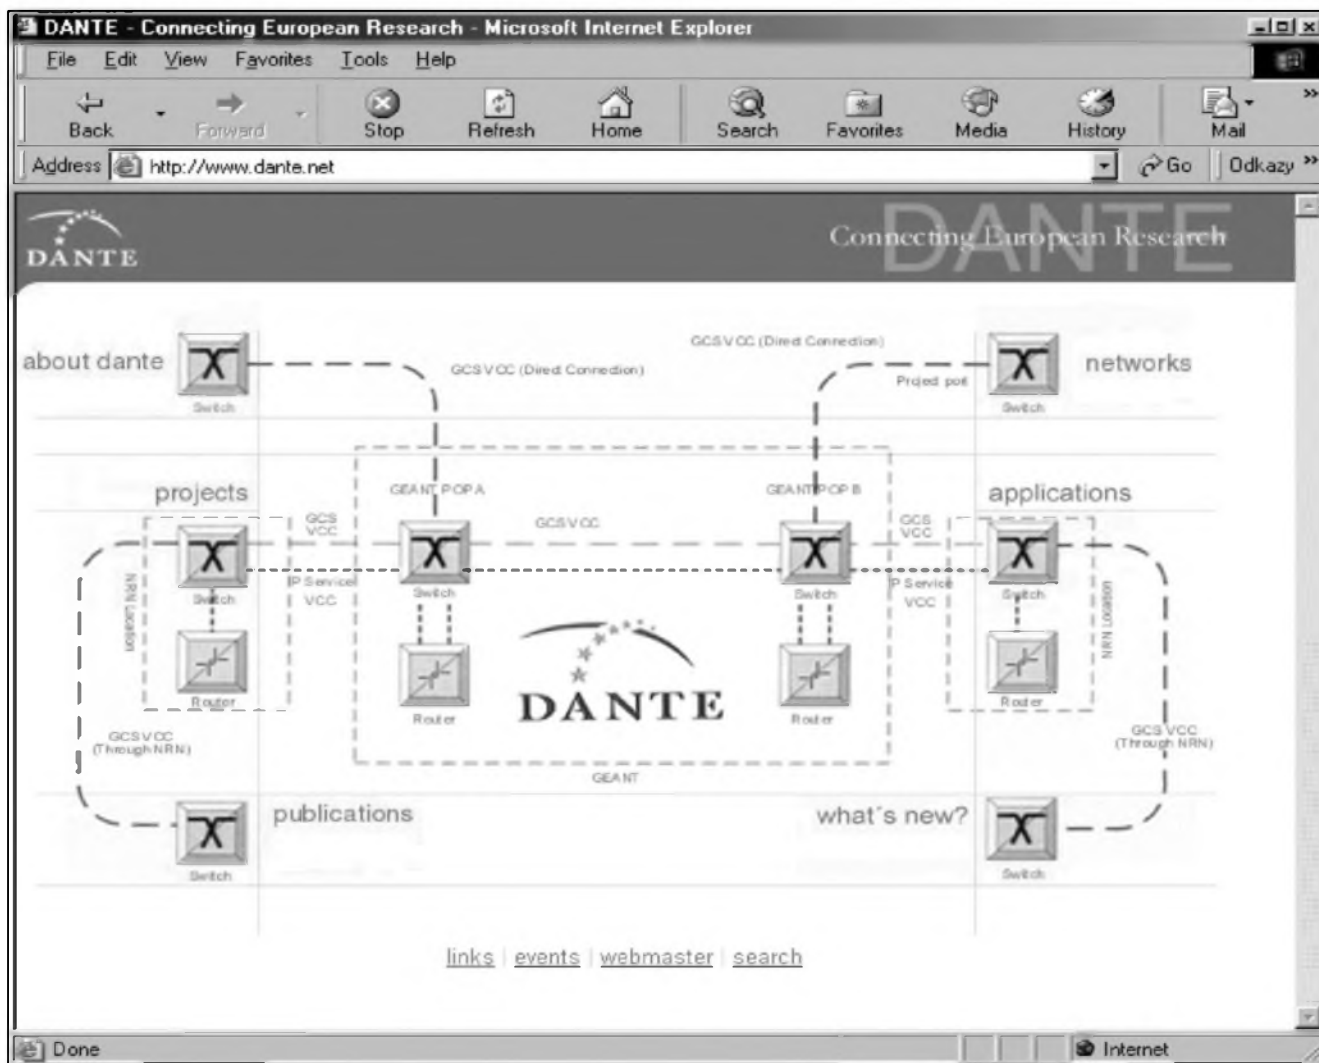 DANTE - Connecting European Research - Microsoft Internet Explorer
File Edit View Favorites Tools Help
Back Forward Stop Refresh Home Search Favorites Media History Mail
Address http://www.dante.net Go Odkazy
DANTE
DANTE
Connecting European Research
about dante
Switch
GCS VCC (Direct Connection)
GCS VCC (Direct Connection)
Project port
Switch
networks
projects
GEANT POP A
GEANT POP B
applications
GCS
VCC
GCS VCC
GCS
VCC
Switch
IP Service
VCC
Switch
Switch
IP Service
VCC
Switch
NRN Location
NRN Location
Router
Router
DANTE
Router
Router
GCS VCC
(Through NRN)
GCS VCC
(Through NRN)
GEANT
publications
Switch
what´s new?
Switch
links | events | webmaster | search
Done Internet